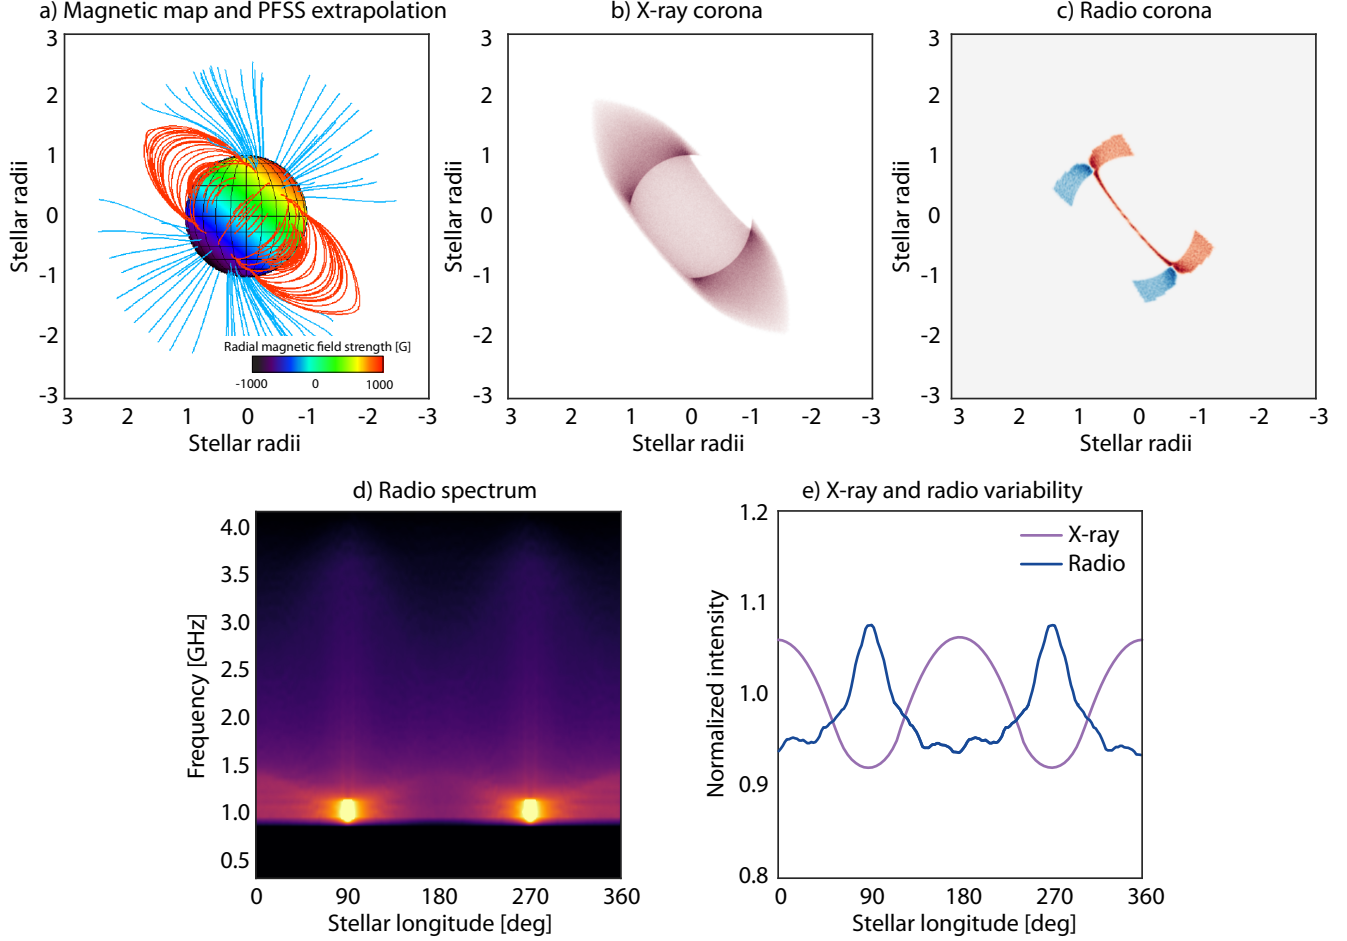 a) Magnetic map and PFSS extrapolation
b) X-ray corona
c) Radio corona
3
2
1
0
-1
-2
-3
Stellar radii
Radial magnetic field strength [G]
-1000 0 1000
3 2 1 0 -1 -2 -3
Stellar radii
3
2
1
0
-1
-2
-3
Stellar radii
3 2 1 0 -1 -2 -3
Stellar radii
3
2
1
0
-1
-2
-3
Stellar radii
3 2 1 0 -1 -2 -3
Stellar radii
d) Radio spectrum
4.0
3.5
3.0
2.5
2.0
1.5
1.0
0.5
Frequency [GHz]
0 90 180 270 360
Stellar longitude [deg]
e) X-ray and radio variability
1.2
1.1
1.0
0.9
0.8
Normalized intensity
X-ray
Radio
0 90 180 270 360
Stellar longitude [deg]